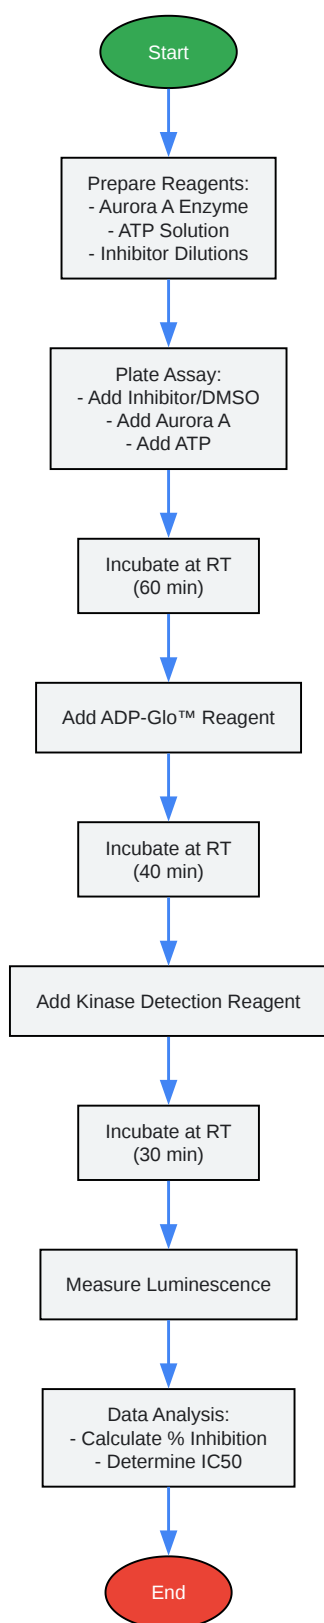 Start
Prepare Reagents:
- Aurora A Enzyme
- ATP Solution
- Inhibitor Dilutions
Plate Assay:
- Add Inhibitor/DMSO
- Add Aurora A
- Add ATP
Incubate at RT
(60 min)
Add ADP-Glo™ Reagent
Incubate at RT
(40 min)
Add Kinase Detection Reagent
Incubate at RT
(30 min)
Measure Luminescence
Data Analysis:
- Calculate % Inhibition
- Determine IC50
End